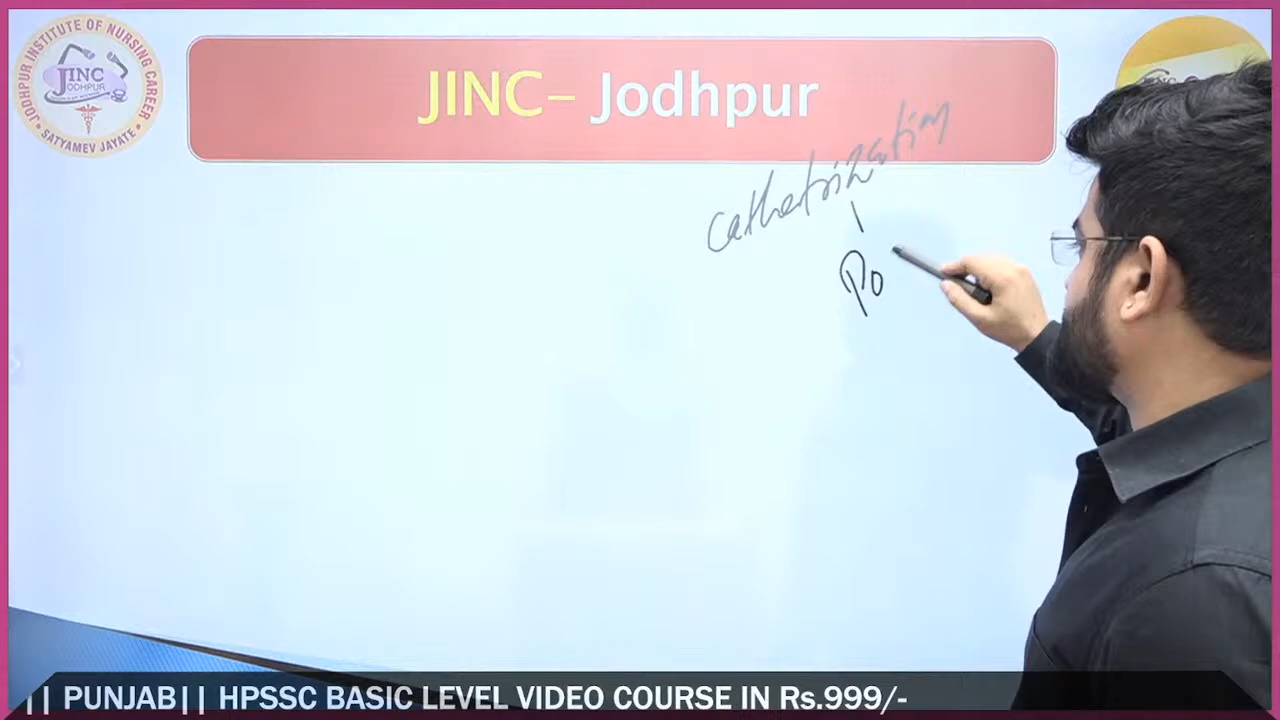 JODHPUR INSTITUTE OF NURSING CAREER
JINC
JODHPUR
• SATYAMEV JAYATE •
JINC– Jodhpur
cathetrization
Po
|| PUNJAB|| HPSSC BASIC LEVEL VIDEO COURSE IN Rs.999/-